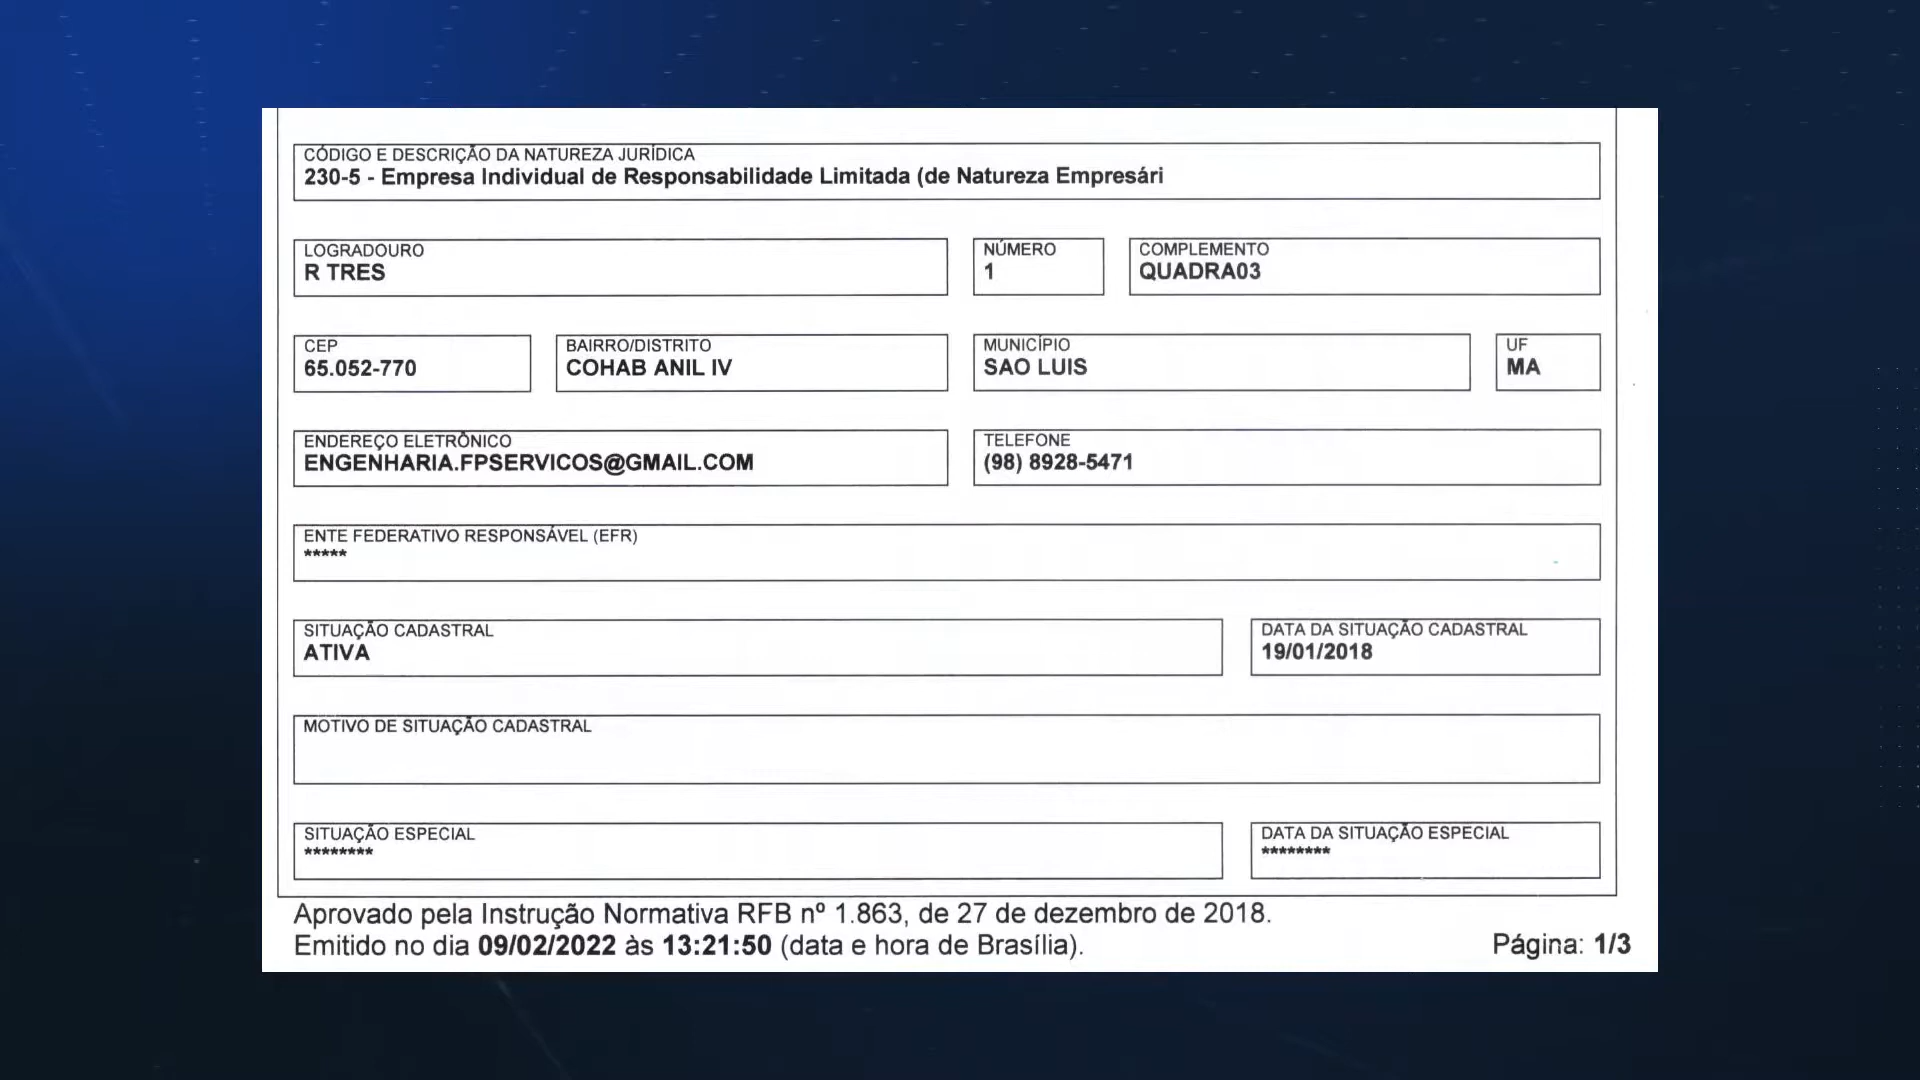 CÓDIGO E DESCRIÇÃO DA NATUREZA JURÍDICA
230-5 - Empresa Individual de Responsabilidade Limitada (de Natureza Empresári
LOGRADOURO
R TRES
NÚMERO
1
COMPLEMENTO
QUADRA03
CEP
65.052-770
BAIRRO/DISTRITO
COHAB ANIL IV
MUNICÍPIO
SAO LUIS
UF
MA
ENDEREÇO ELETRÔNICO
ENGENHARIA.FPSERVICOS@GMAIL.COM
TELEFONE
(98) 8928-5471
ENTE FEDERATIVO RESPONSÁVEL (EFR)
*****
SITUAÇÃO CADASTRAL
ATIVA
DATA DA SITUAÇÃO CADASTRAL
19/01/2018
MOTIVO DE SITUAÇÃO CADASTRAL
SITUAÇÃO ESPECIAL
********
DATA DA SITUAÇÃO ESPECIAL
********
Aprovado pela Instrução Normativa RFB nº 1.863, de 27 de dezembro de 2018.
Emitido no dia 09/02/2022 às 13:21:50 (data e hora de Brasília).
Página: 1/3